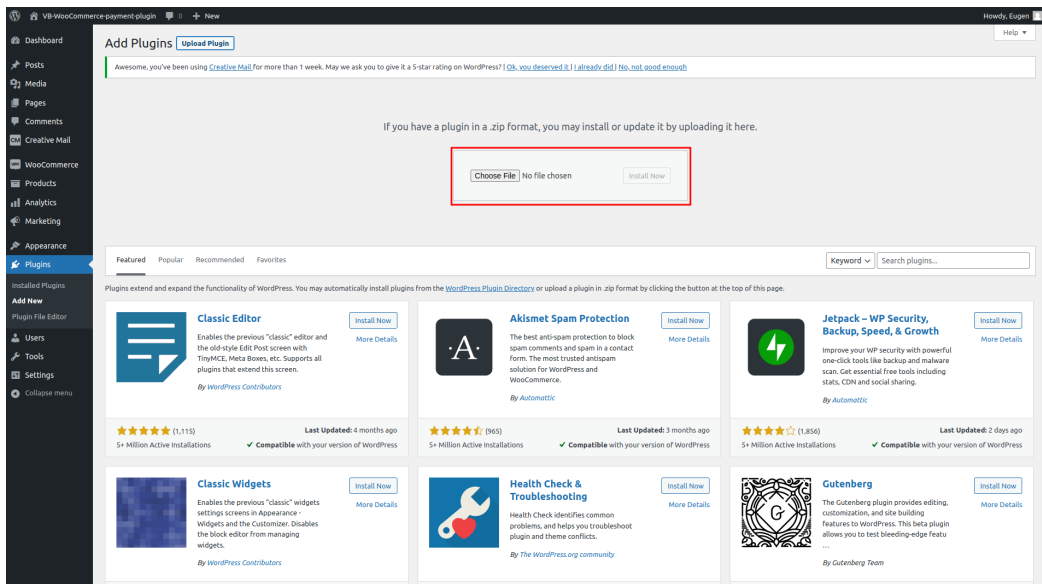 VB-WooCommerce-payment-plugin 0 + New Howdy, Eugen
Dashboard
Posts
Media
Pages
Comments
Creative Mail
WooCommerce
Products
Analytics
Marketing
Appearance
Plugins
Installed Plugins
Add New
Plugin File Editor
Users
Tools
Settings
Collapse menu
Help ▼
Add Plugins Upload Plugin
Awesome, you've been using Creative Mail for more than 1 week. May we ask you to give it a 5-star rating on WordPress? | Ok, you deserved it | I already did | No, not good enough
If you have a plugin in a .zip format, you may install or update it by uploading it here.
Choose File No file chosen Install Now
Featured Popular Recommended Favorites Keyword Search plugins...
Plugins extend and expand the functionality of WordPress. You may automatically install plugins from the WordPress Plugin Directory or upload a plugin in .zip format by clicking the button at the top of this page.
Classic Editor
Install Now
More Details
Enables the previous "classic" editor and
the old-style Edit Post screen with
TinyMCE, Meta Boxes, etc. Supports all
plugins that extend this screen.
By WordPress Contributors
(1,115)
5+ Million Active Installations
Last Updated: 4 months ago
✔ Compatible with your version of WordPress
·A·
Akismet Spam Protection
Install Now
More Details
The best anti-spam protection to block
spam comments and spam in a contact
form. The most trusted antispam
solution for WordPress and
WooCommerce.
By Automattic
(965)
5+ Million Active Installations
Last Updated: 3 months ago
✔ Compatible with your version of WordPress
Jetpack – WP Security,
Backup, Speed, & Growth
Install Now
More Details
Improve your WP security with powerful
one-click tools like backup and malware
scan. Get essential free tools including
stats, CDN and social sharing.
By Automattic
(1,856)
5+ Million Active Installations
Last Updated: 2 days ago
✔ Compatible with your version of WordPress
Classic Widgets
Install Now
More Details
Enables the previous "classic" widgets
settings screens in Appearance -
Widgets and the Customizer. Disables
the block editor from managing
widgets.
By WordPress Contributors
Health Check &
Troubleshooting
Install Now
More Details
Health Check identifies common
problems, and helps you troubleshoot
plugin and theme conflicts.
By The WordPress.org community
G
Gutenberg
Install Now
More Details
The Gutenberg plugin provides editing,
customization, and site building
features to WordPress. This beta plugin
allows you to test bleeding-edge featu
…
By Gutenberg Team